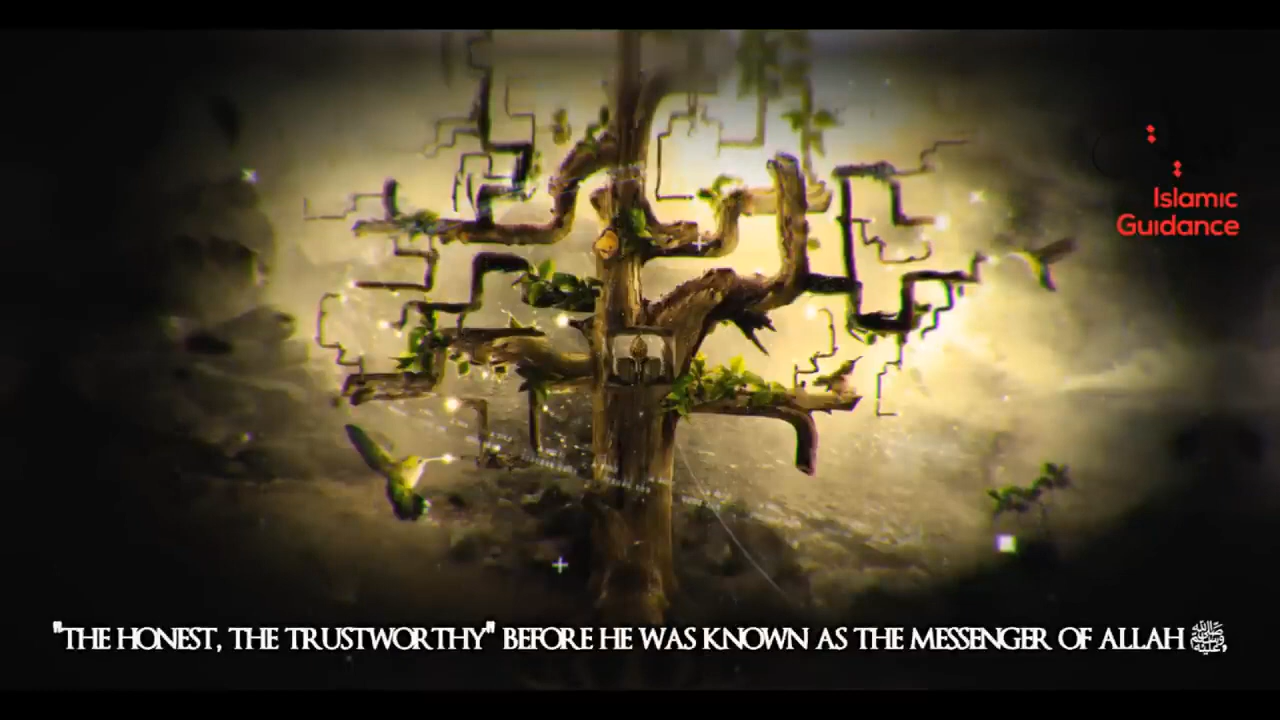 Islamic
Guidance
"THE HONEST, THE TRUSTWORTHY" BEFORE HE WAS KNOWN AS THE MESSENGER OF ALLAH ﷺ,